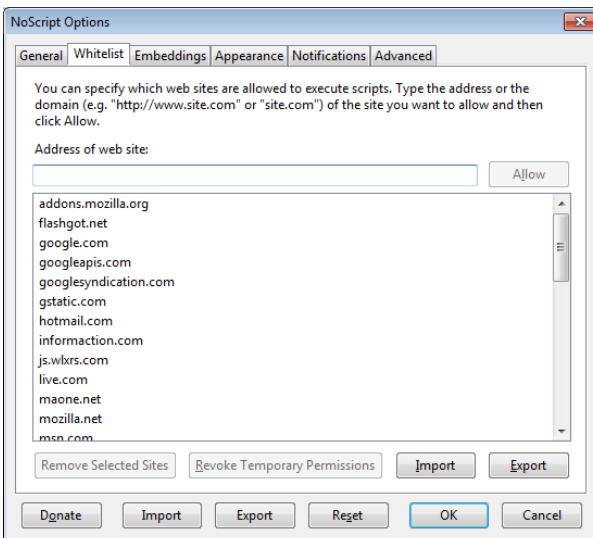 NoScript Options
General Whitelist Embeddings Appearance Notifications Advanced
You can specify which web sites are allowed to execute scripts. Type the address or the
domain (e.g. "http://www.site.com" or "site.com") of the site you want to allow and then
click Allow.
Address of web site:
Allow
addons.mozilla.org
flashgot.net
google.com
googleapis.com
googlesyndication.com
gstatic.com
hotmail.com
informaction.com
js.wlxrs.com
live.com
maone.net
mozilla.net
msn.com
Remove Selected Sites Revoke Temporary Permissions Import Export
Donate Import Export Reset OK Cancel